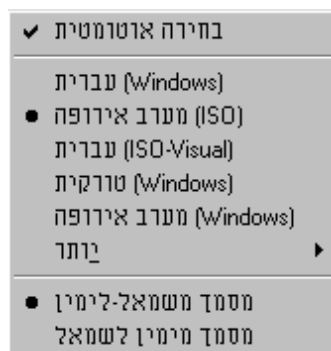 בחירה אוטומטית
עברית (Windows)
מערב אירופה (ISO)
עברית (ISO-Visual)
טורקית (Windows)
מערב אירופה (Windows)
יותר
מסמך משמאל-לימין
מסמך מימין לשמאל